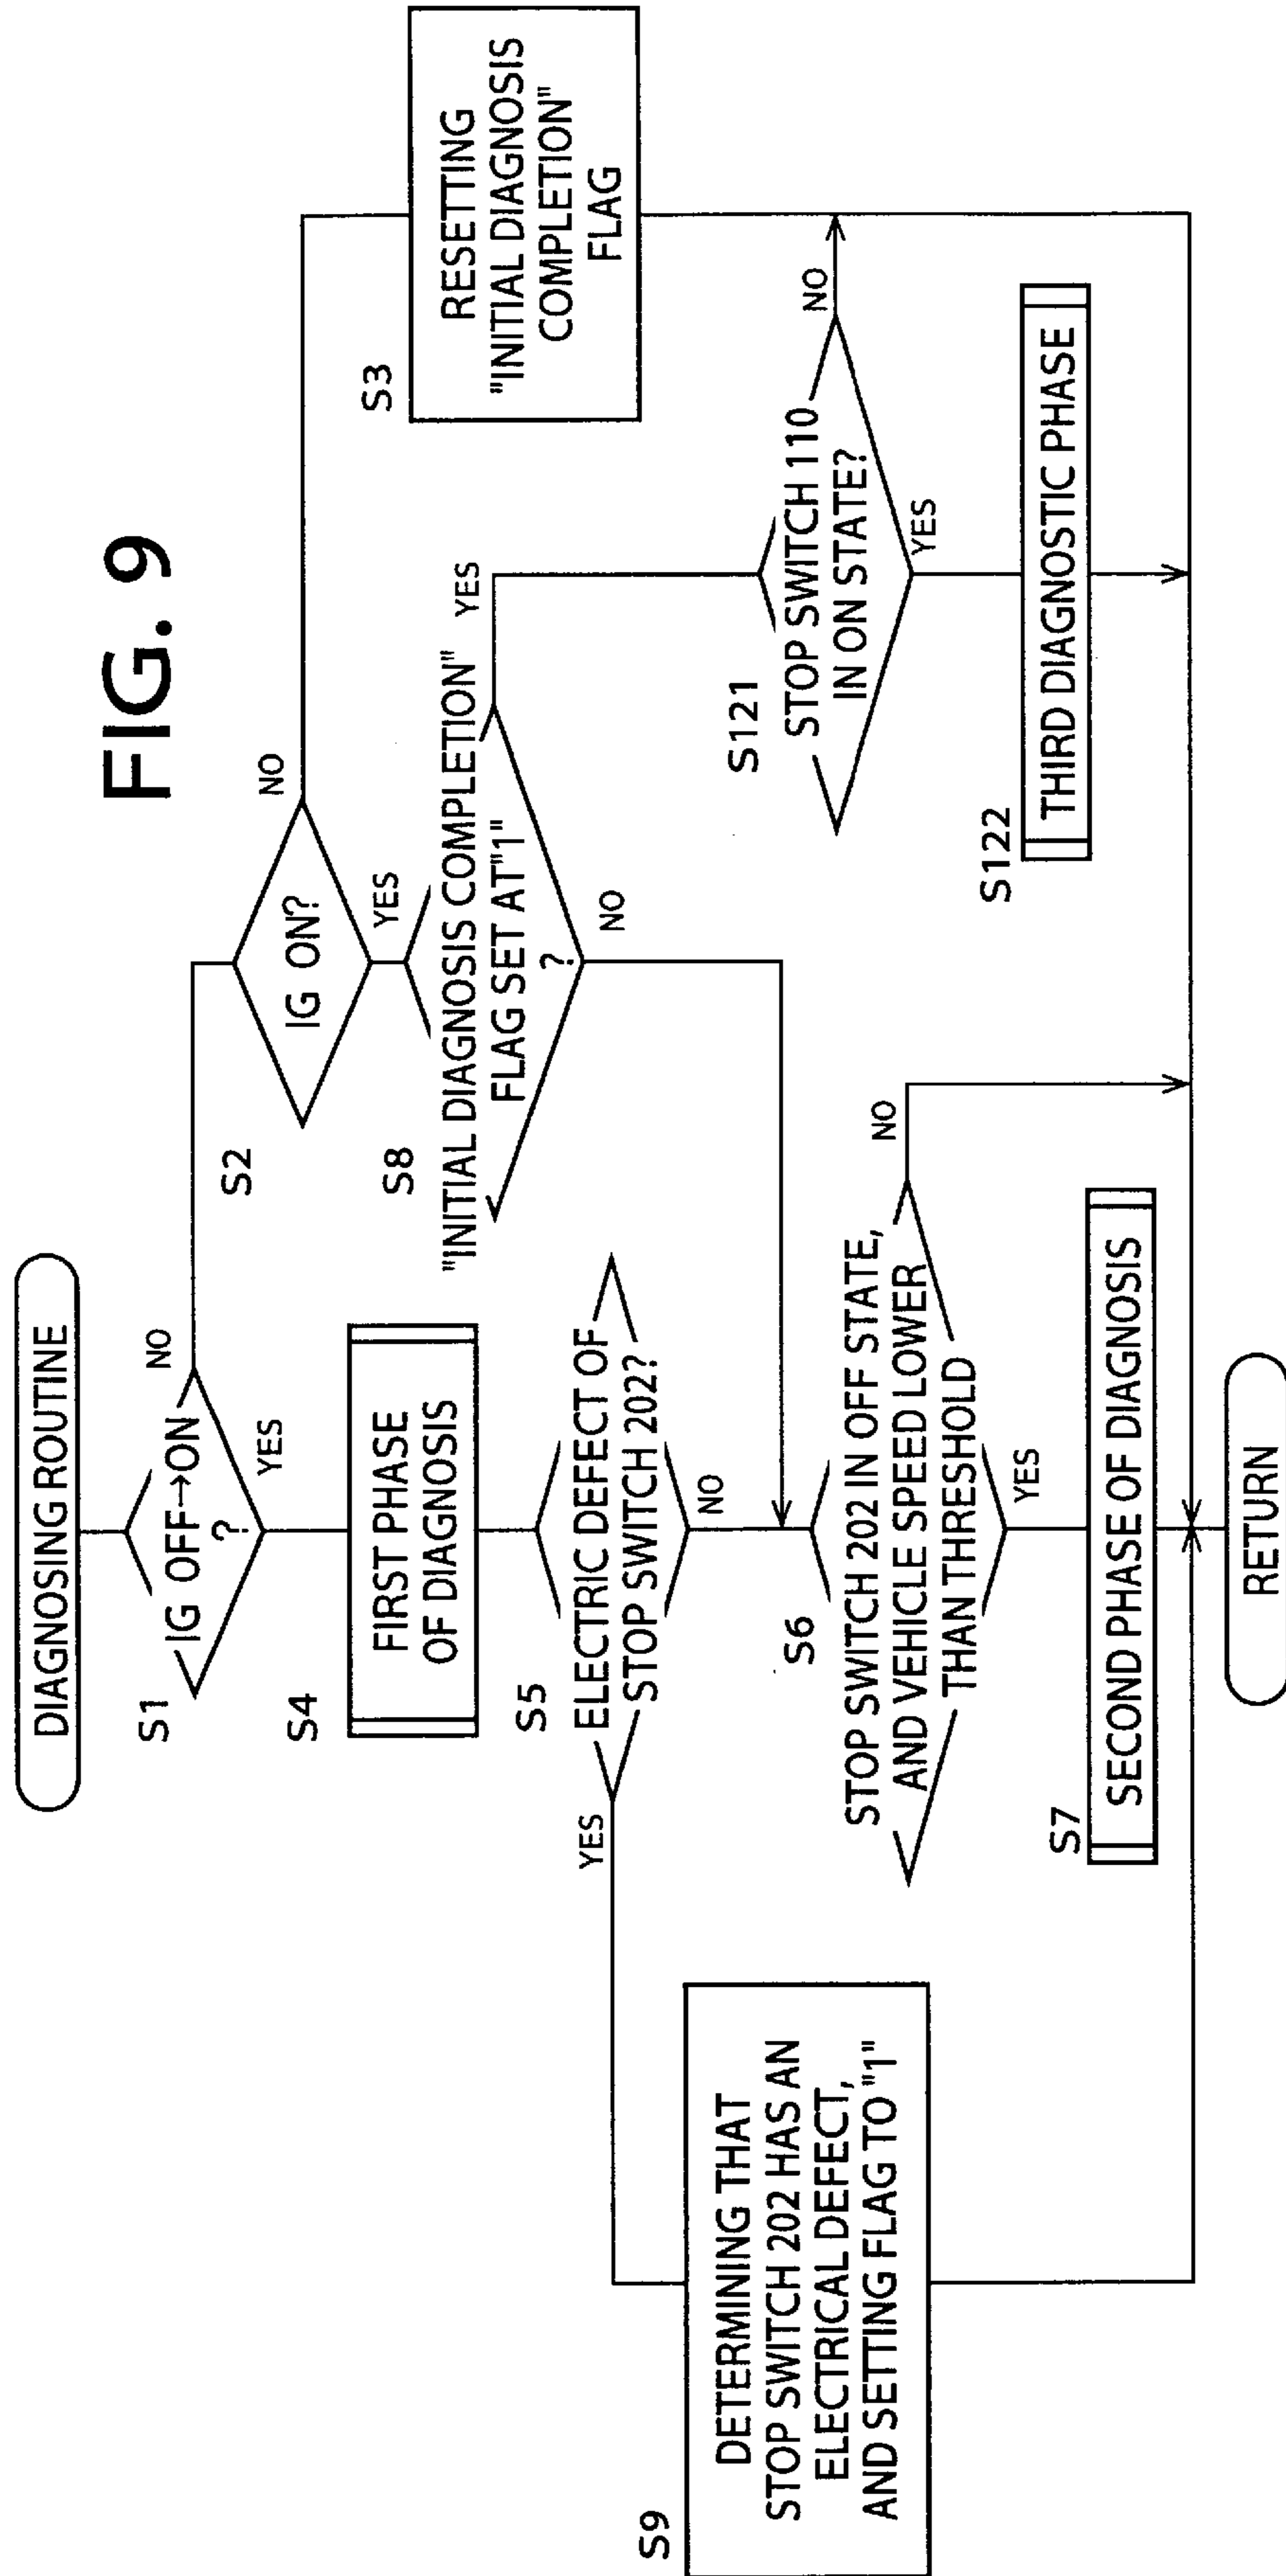 FIG. 9
DIAGNOSING ROUTINE
S1
IG OFF→ON
?
NO
YES
S2
IG ON?
NO
YES
S3
RESETTING
"INITIAL DIAGNOSIS
COMPLETION"
FLAG
S4
FIRST PHASE
OF DIAGNOSIS
S8
"INITIAL DIAGNOSIS COMPLETION"
FLAG SET AT"1"
?
YES
NO
S5
ELECTRIC DEFECT OF
STOP SWITCH 202?
YES
NO
S9
DETERMINING THAT
STOP SWITCH 202 HAS AN
ELECTRICAL DEFECT,
AND SETTING FLAG TO "1"
S6
STOP SWITCH 202 IN OFF STATE,
AND VEHICLE SPEED LOWER
THAN THRESHOLD
NO
YES
S121
STOP SWITCH 110
IN ON STATE?
NO
YES
S122
THIRD DIAGNOSTIC PHASE
S7
SECOND PHASE OF DIAGNOSIS
RETURN